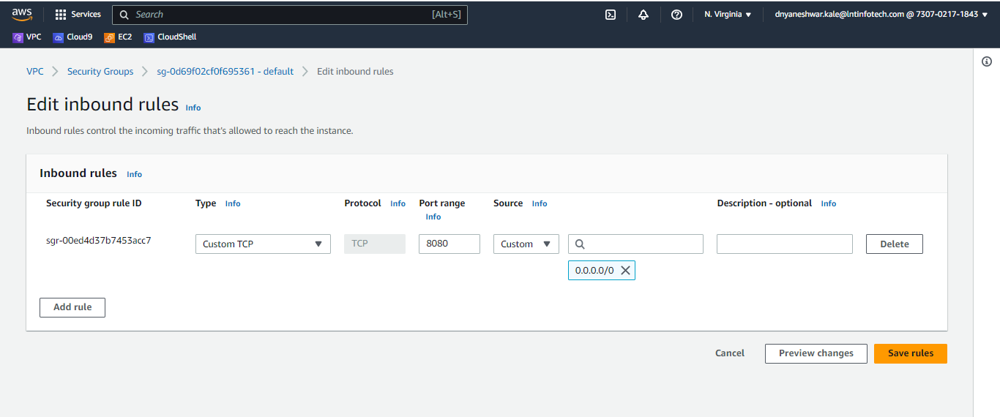 aws Services Search [Alt+S] N. Virginia dnyaneshwar.kale@lntinfotech.com @ 7307-0217-1843
VPC Cloud9 EC2 CloudShell
VPC Security Groups sg-0d69f02cf0f695361 - default Edit inbound rules
Edit inbound rules Info
Inbound rules control the incoming traffic that's allowed to reach the instance.
Inbound rules Info
Security group rule ID Type Info Protocol Info Port range Source Info Description - optional Info
Info
sgr-00ed4d37b7453acc7 Custom TCP TCP 8080 Custom Delete
0.0.0.0/0
Add rule
Cancel Preview changes Save rules